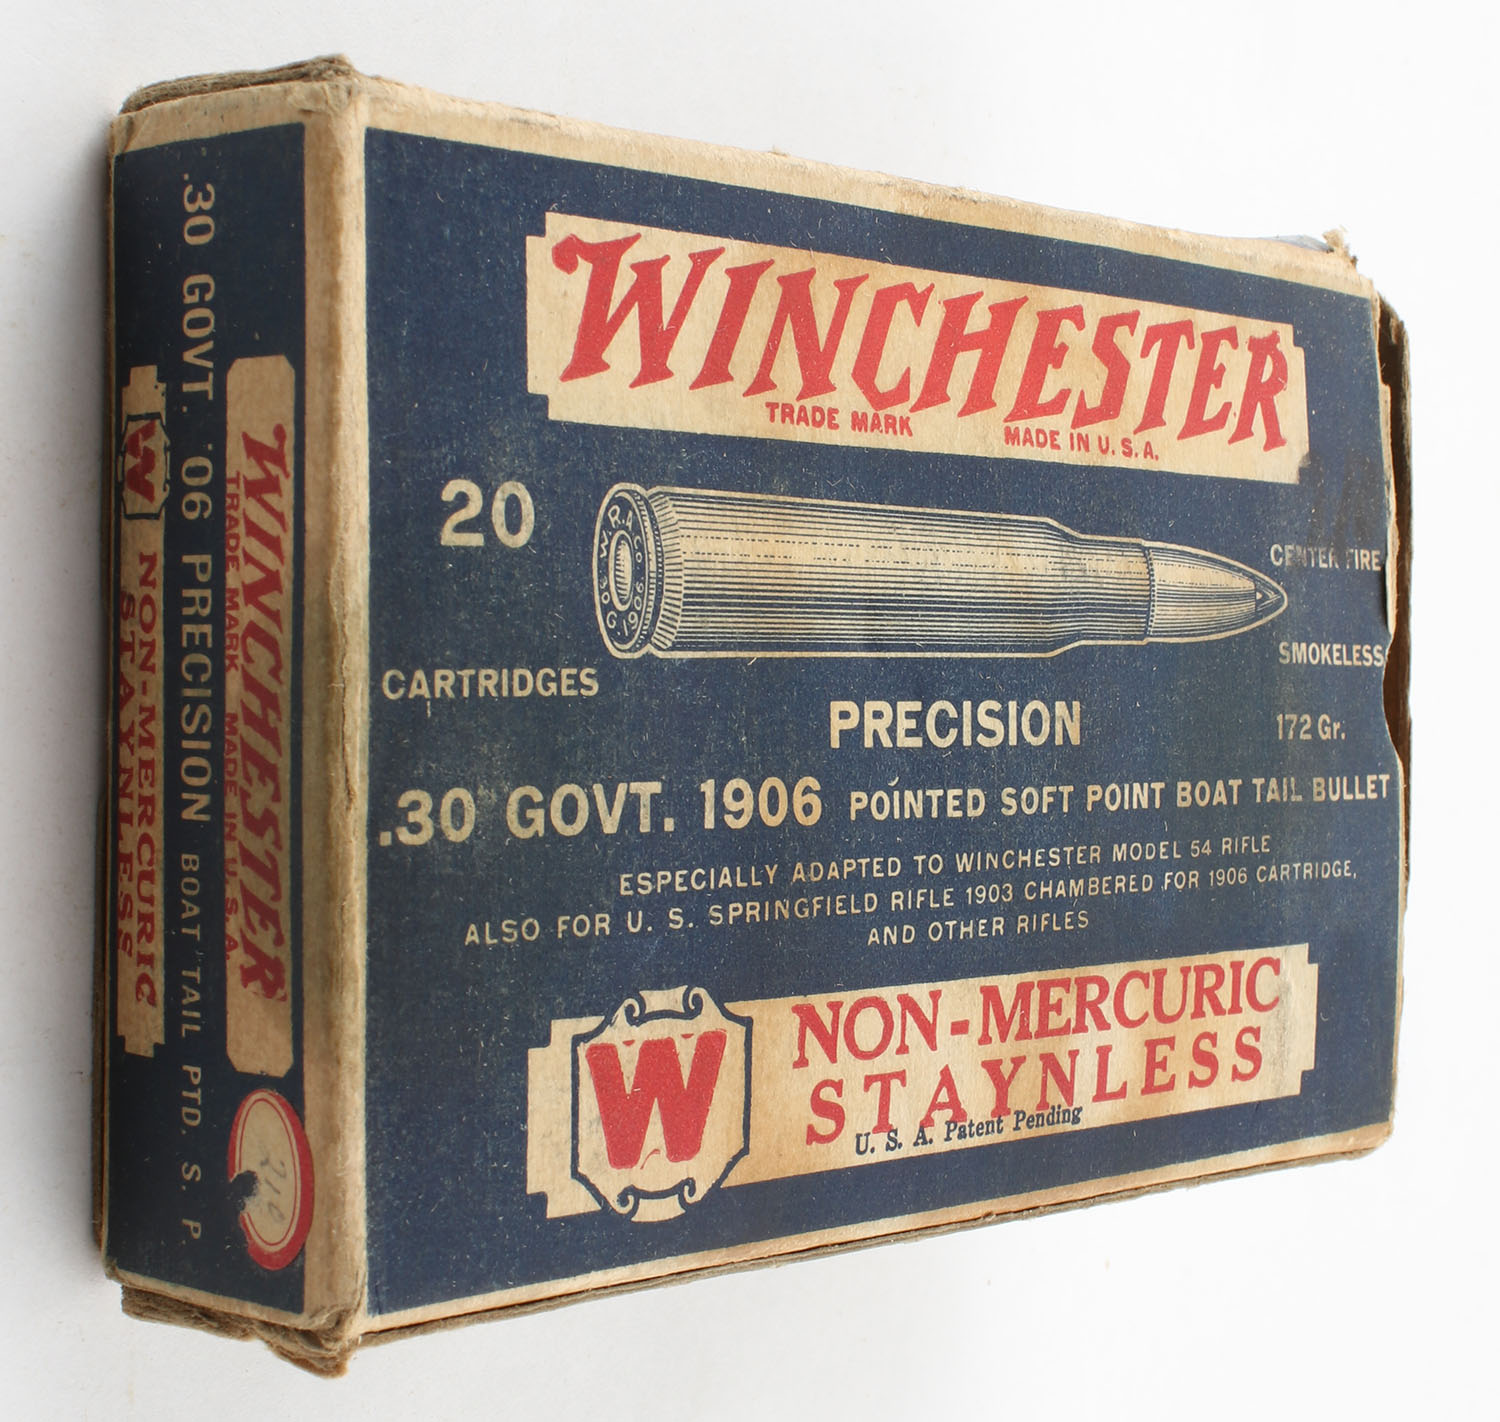 WINCHESTER
TRADE MARK MADE IN U. S. A.
20
W. R. A. Co.
30 G. 1906
CENTER FIRE
CARTRIDGES
SMOKELESS
PRECISION
172 Gr.
.30 GOVT. 1906 POINTED SOFT POINT BOAT TAIL BULLET
ESPECIALLY ADAPTED TO WINCHESTER MODEL 54 RIFLE
ALSO FOR U. S. SPRINGFIELD RIFLE 1903 CHAMBERED FOR 1906 CARTRIDGE,
AND OTHER RIFLES
W
NON-MERCURIC
STAYNLESS
U. S. A. Patent Pending
WINCHESTER
TRADE MARK MADE IN U. S. A.
.30 GOVT. '06 PRECISION BOAT TAIL PTD. S. P.
W
NON-MERCURIC
STAYNLESS